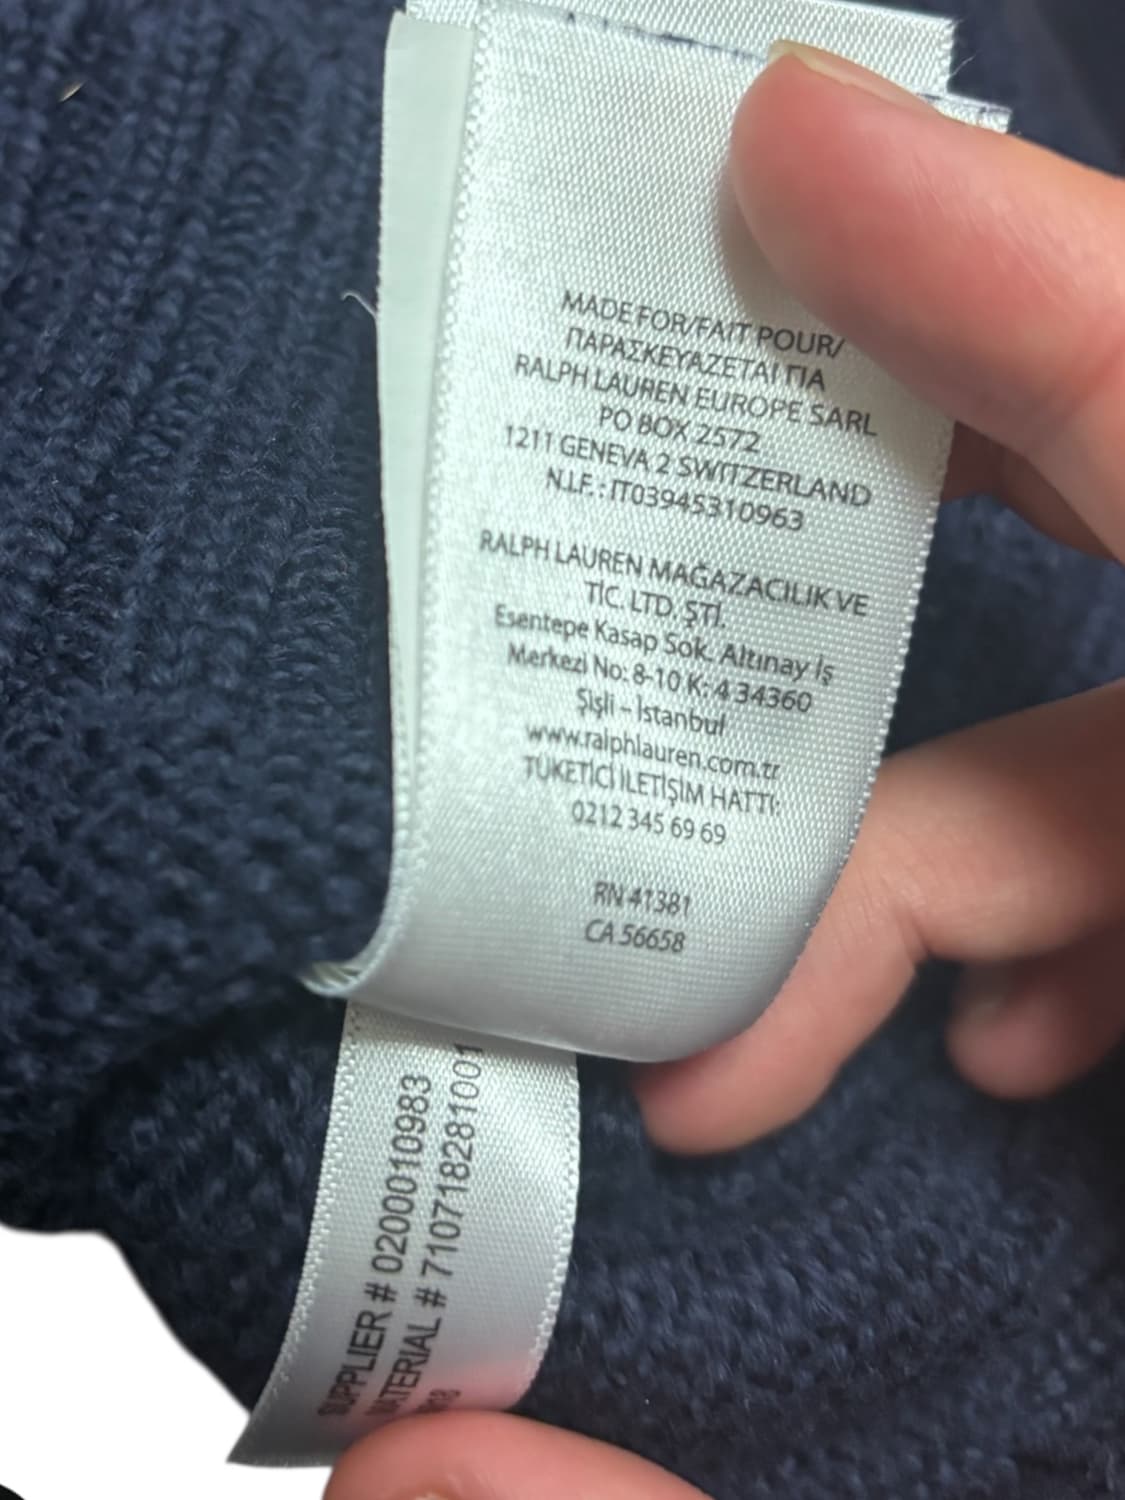 MADE FOR/FAIT POUR/
ΠΑΡΑΣΚΕΥΑΖΕΤΑΙ ΓΙΑ
RALPH LAUREN EUROPE SARL
PO BOX 2572
1211 GENEVA 2 SWITZERLAND
N.I.F. : IT03945310963
RALPH LAUREN MAĞAZACILIK VE
TİC. LTD. ŞTİ.
Esentepe Kasap Sok. Altınay İş
Merkezi No: 8-10 K: 4 34360
Şişli – İstanbul
www.ralphlauren.com.tr
TÜKETİCİ İLETİŞİM HATTI:
0212 345 69 69
RN 41381
CA 56658
SUPPLIER # 0200010983
MATERIAL # 710718281001